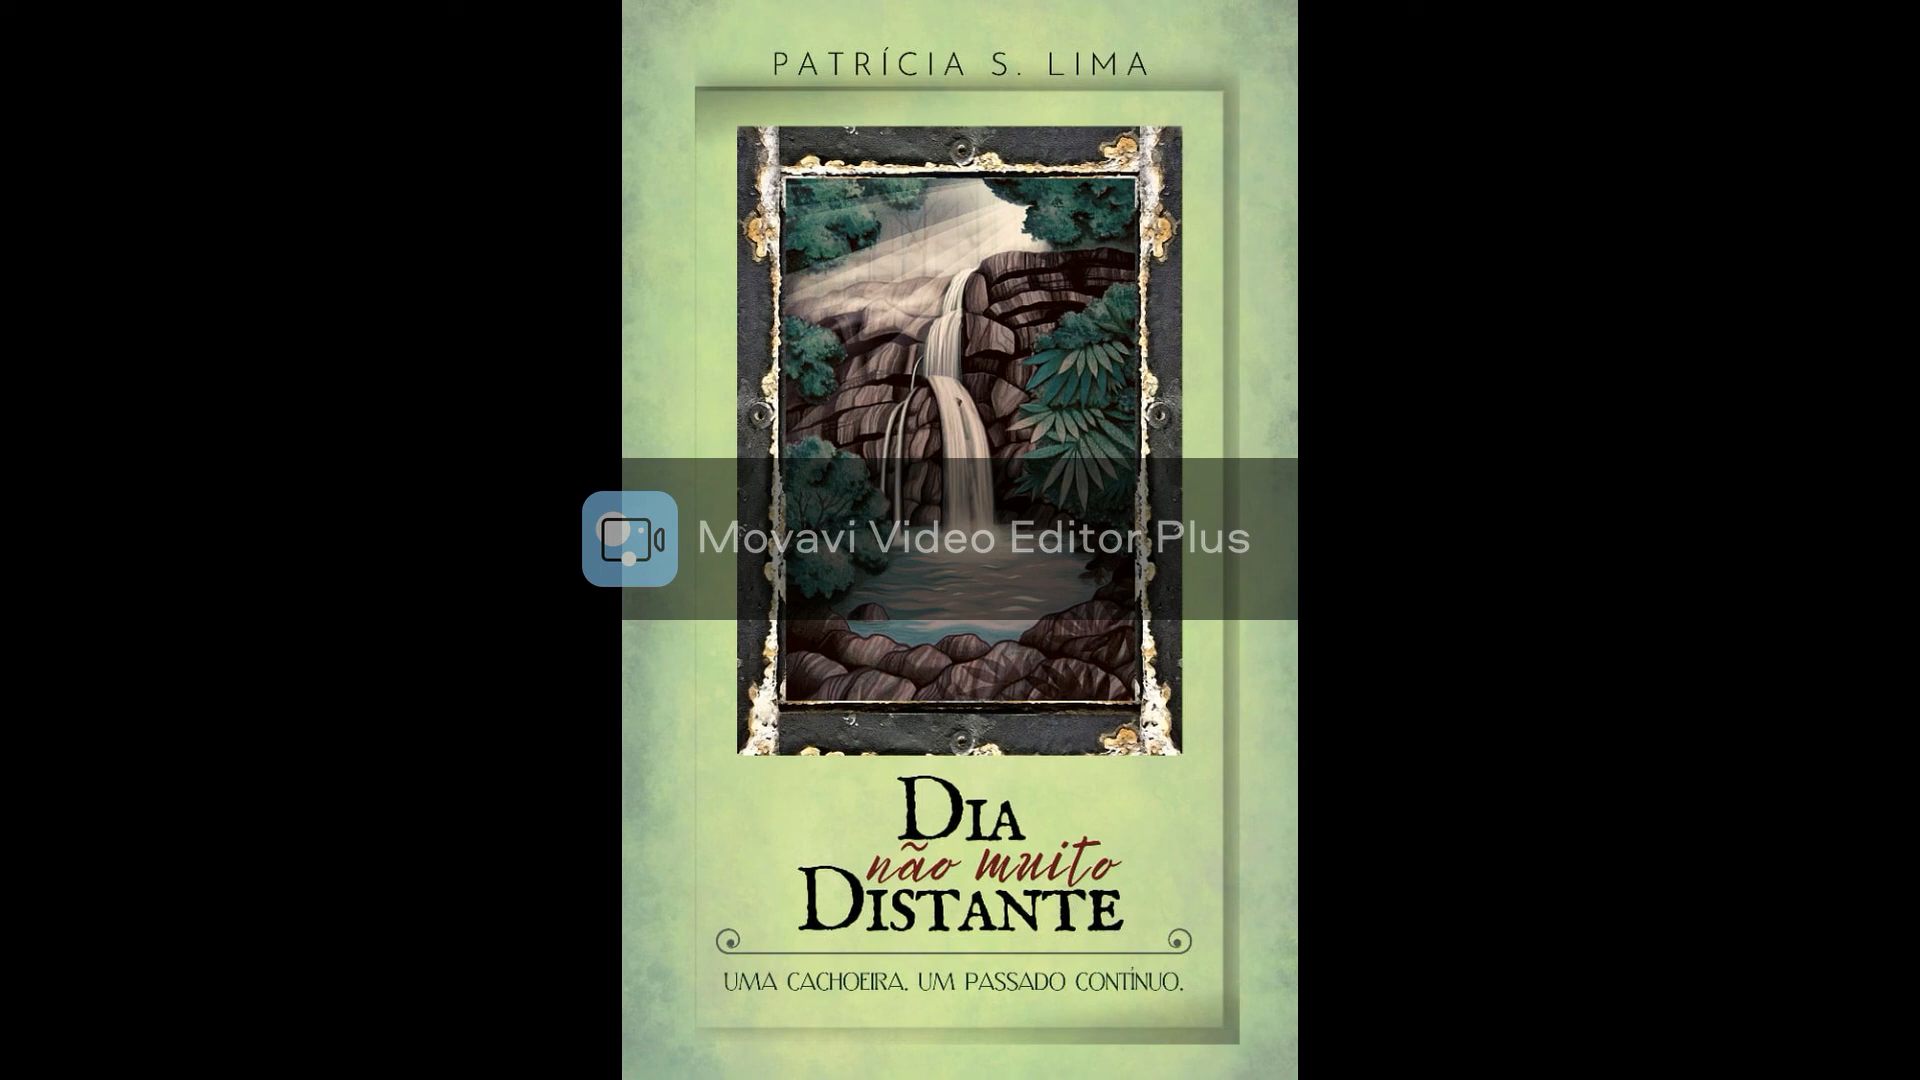 PATRÍCIA S. LIMA
Movavi Video Editor Plus
DIA
não muito
DISTANTE
UMA CACHOEIRA. UM PASSADO CONTÍNUO.